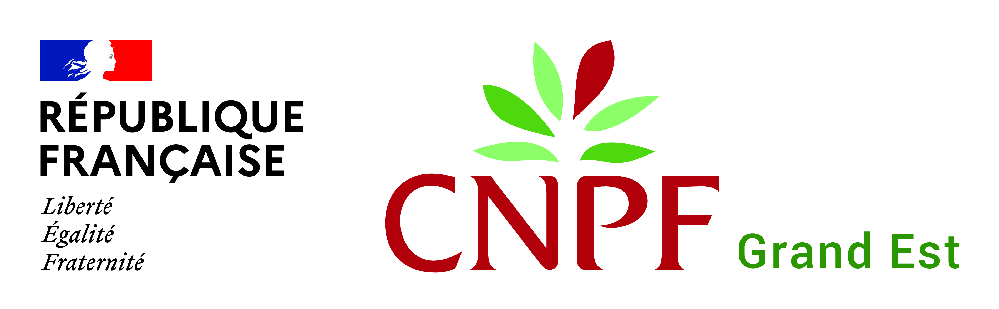 RÉPUBLIQUE
FRANÇAISE
Liberté
Égalité
Fraternité
CNPF Grand Est